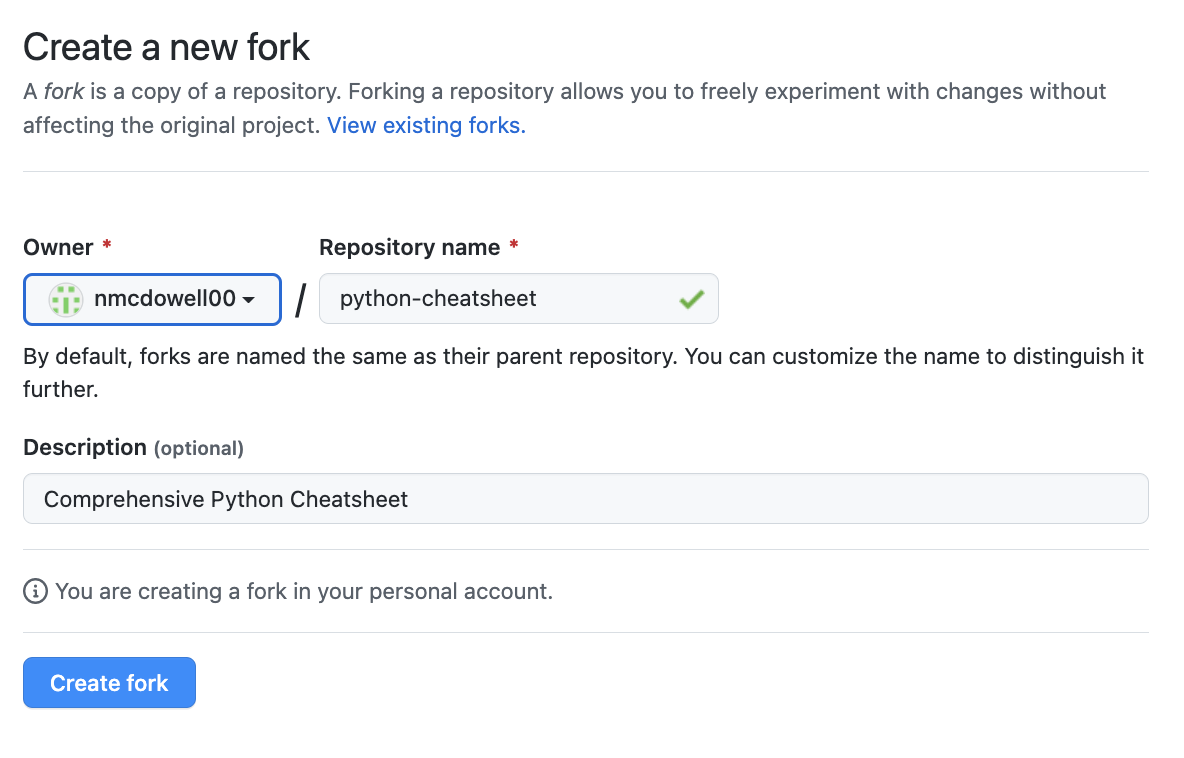 Create a new fork
A fork is a copy of a repository. Forking a repository allows you to freely experiment with changes without
affecting the original project. View existing forks.
Owner * Repository name *
nmcdowell00 / python-cheatsheet
By default, forks are named the same as their parent repository. You can customize the name to distinguish it
further.
Description (optional)
Comprehensive Python Cheatsheet
You are creating a fork in your personal account.
Create fork